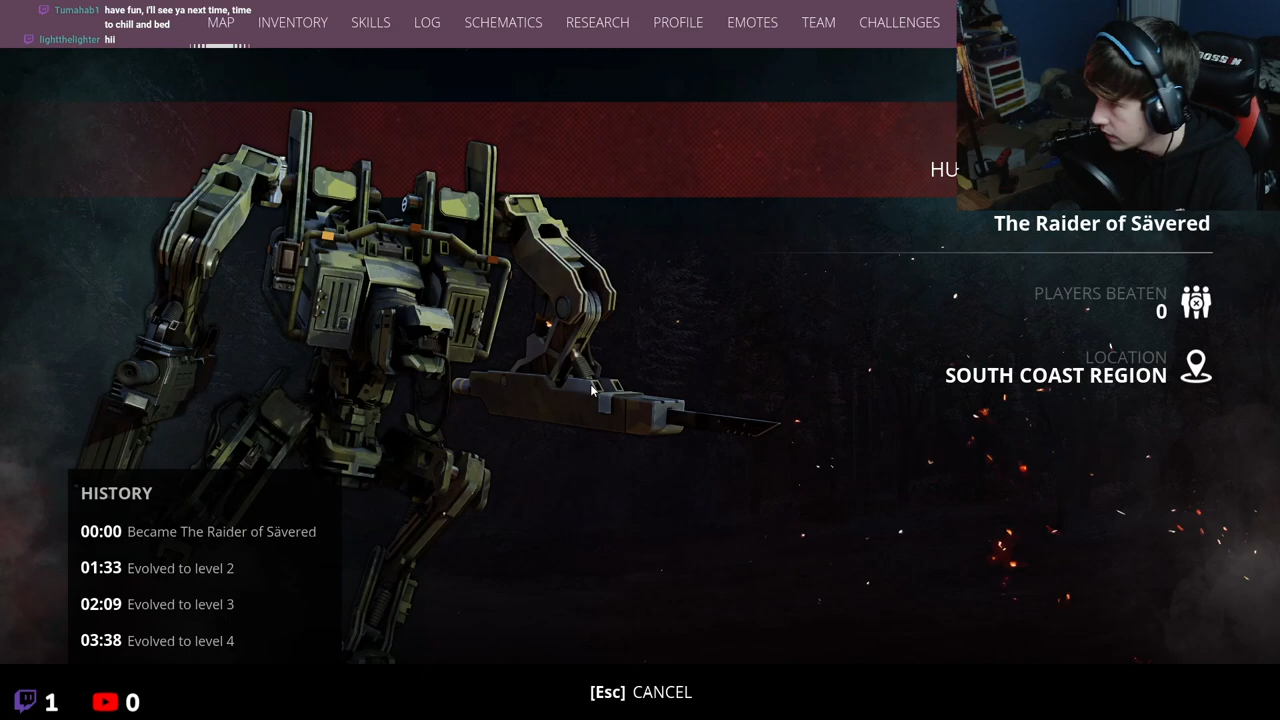 Tumahab1 have fun, i'll see ya next time, time
to chill and bed
lightthelighter hii
MAP INVENTORY SKILLS LOG SCHEMATICS RESEARCH PROFILE EMOTES TEAM CHALLENGES
HU
The Raider of Sävered
PLAYERS BEATEN
0
LOCATION
SOUTH COAST REGION
HISTORY
00:00 Became The Raider of Sävered
01:33 Evolved to level 2
02:09 Evolved to level 3
03:38 Evolved to level 4
1 0
[Esc] CANCEL